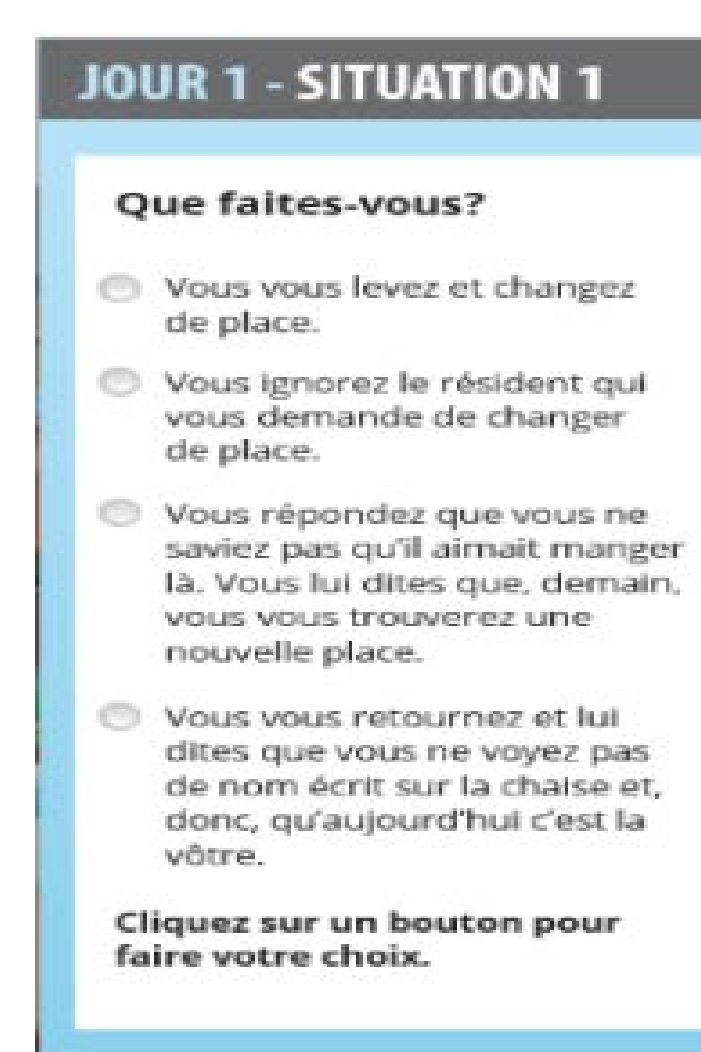 JOUR 1 - SITUATION 1
Que faites-vous?
Vous vous levez et changez
de place.
Vous ignorez le résident qui
vous demande de changer
de place.
Vous répondez que vous ne
saviez pas qu'il aimait manger
là. Vous lui dites que, demain,
vous vous trouverez une
nouvelle place.
Vous vous retournez et lui
dites que vous ne voyez pas
de nom écrit sur la chaise et,
donc, qu'aujourd'hui c'est la
vôtre.
Cliquez sur un bouton pour
faire votre choix.